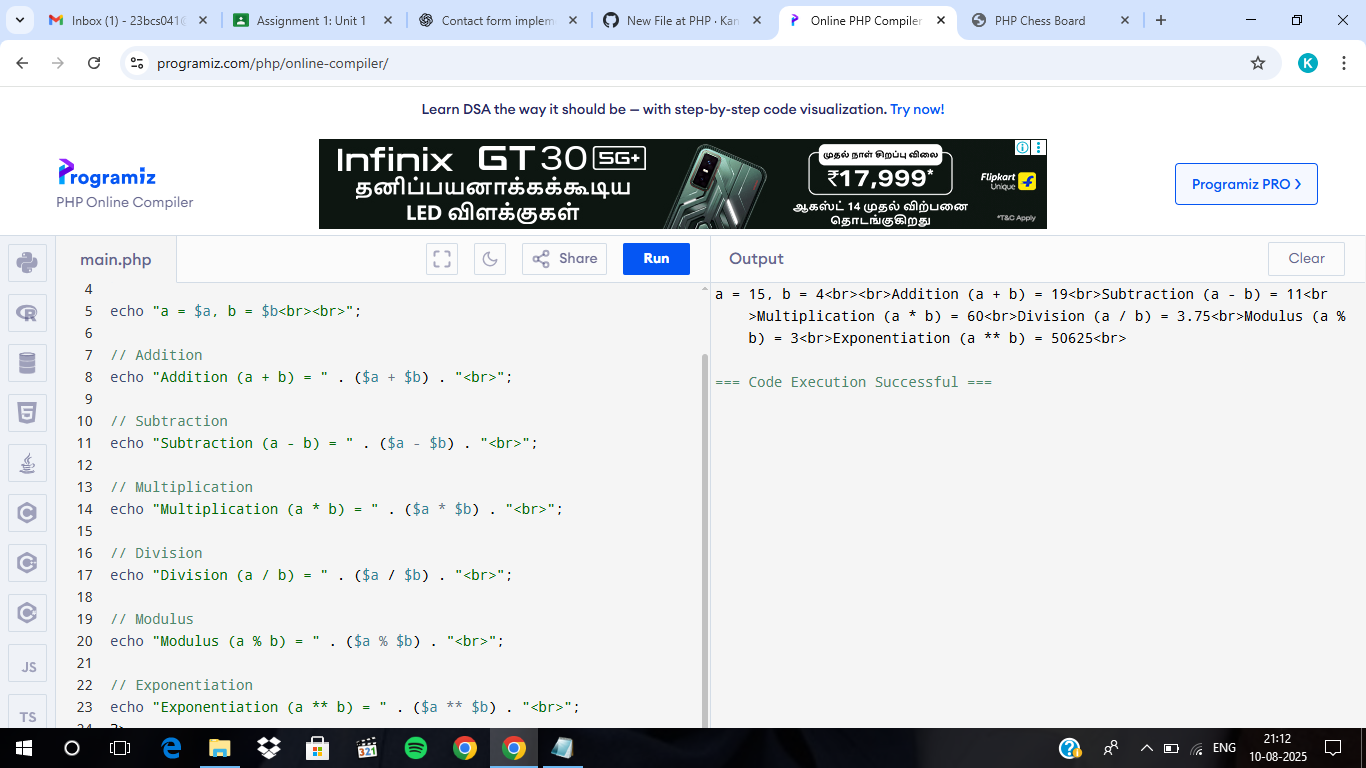 Inbox (1) - 23bcs041@
Assignment 1: Unit 1
Contact form implem
New File at PHP · Kan
Online PHP Compiler
PHP Chess Board
programiz.com/php/online-compiler/
K
Learn DSA the way it should be — with step-by-step code visualization. Try now!
Programiz
PHP Online Compiler
Infinix GT 30 5G+
தனிப்பயனாக்கக்கூடிய
LED விளக்குகள்
முதல் நாள் சிறப்பு விலை
₹17,999*
ஆகஸ்ட் 14 முதல் விற்பனை
தொடங்குகிறது
Flipkart
Unique
*T&C Apply
Programiz PRO ❯
main.php
Share
Run
Output
Clear
4
5 echo "a = $a, b = $b<br><br>";
6
7 // Addition
8 echo "Addition (a + b) = " . ($a + $b) . "<br>";
9
10 // Subtraction
11 echo "Subtraction (a - b) = " . ($a - $b) . "<br>";
12
13 // Multiplication
14 echo "Multiplication (a * b) = " . ($a * $b) . "<br>";
15
16 // Division
17 echo "Division (a / b) = " . ($a / $b) . "<br>";
18
19 // Modulus
20 echo "Modulus (a % b) = " . ($a % $b) . "<br>";
21
22 // Exponentiation
23 echo "Exponentiation (a ** b) = " . ($a ** $b) . "<br>";
24 ?>
a = 15, b = 4<br><br>Addition (a + b) = 19<br>Subtraction (a - b) = 11<br
>Multiplication (a * b) = 60<br>Division (a / b) = 3.75<br>Modulus (a %
b) = 3<br>Exponentiation (a ** b) = 50625<br>
=== Code Execution Successful ===
JS
TS
321
ENG
21:12
10-08-2025